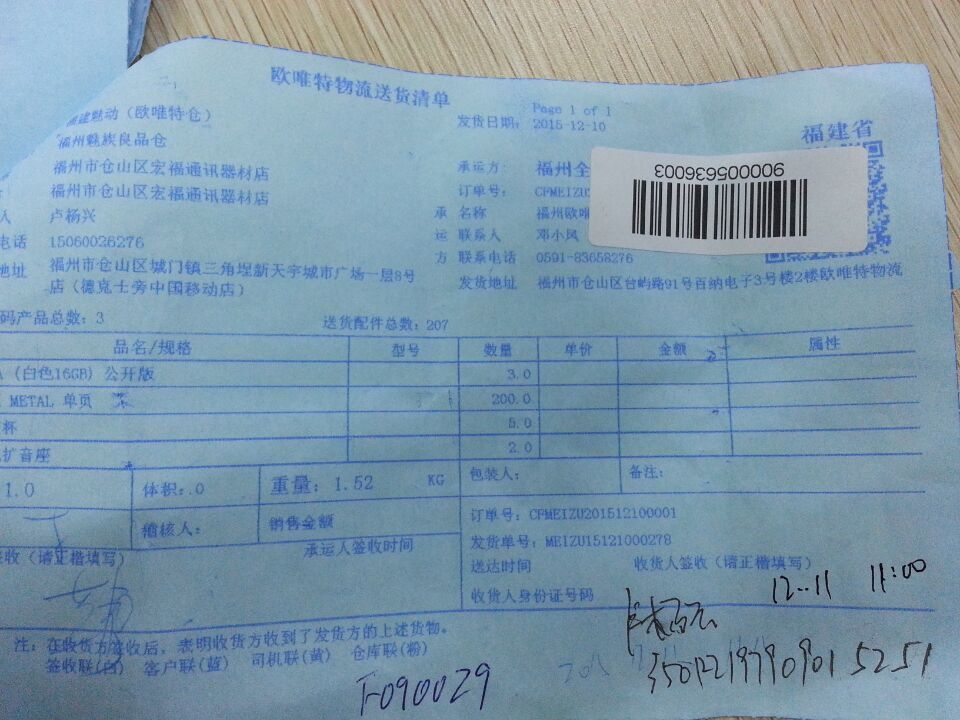 欧唯特物流送货清单
Page 1 of 1
福建魅动（欧唯特仓）
发货日期： 2015-12-10
福建省
福州魅族良品仓
福州市仓山区宏福通讯器材店
承运方 福州全
9000005636003
福州市仓山区宏福通讯器材店
订单号： CFMEIZU2
人 卢杨兴
承 名称 福州欧唯
运 联系人 邓小凤
电话 15060026276
方 联系电话 0591-83658276
地址 福州市仓山区城门镇三角埕新天宇城市广场一层8号
店（德克士旁中国移动店）
发货地址 福州市仓山区台屿路91号百纳电子3号楼2楼欧唯特物流
码产品总数：3
送货配件总数：207
品名/规格 型号 数量 单价 金额 属性
A（白色16GB）公开版 3.0
METAL 单页 200.0
杯 5.0
扩音座 2.0
1.0 体积：.0 重量：1.52 KG 包装人： 备注：
稽核人： 销售金额
订单号：CFMEIZU201512100001
承运人签收时间
发货单号：MEIZU15121000278
签收（请正楷填写）
送达时间 收货人签收（请正楷填写）
12..11 11:00
收货人身份证号码
350122197909015251
注：在收货方签收后，表明收货方收到了发货方的上述货物。
签收联(白) 客户联(蓝) 司机联(黄) 仓库联(粉)
F090029